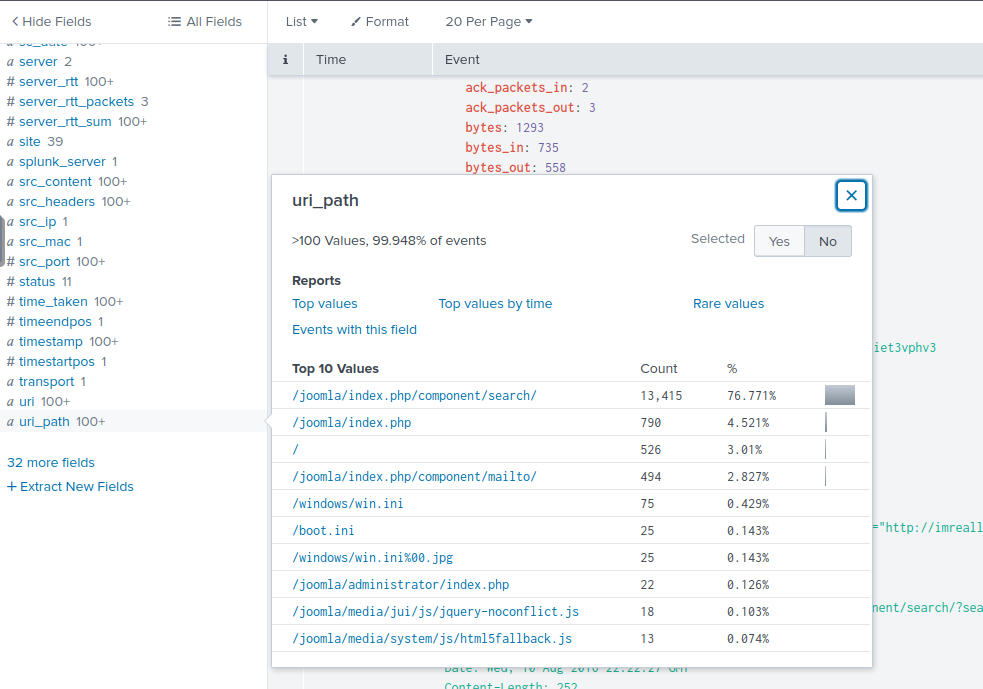 Hide Fields
All Fields
List
Format
20 Per Page
i
Time
Event
a server 2
# server_rtt 100+
# server_rtt_packets 3
# server_rtt_sum 100+
a site 39
a splunk_server 1
a src_content 100+
a src_headers 100+
a src_ip 1
a src_mac 1
# src_port 100+
# status 11
# time_taken 100+
# timeendpos 1
a timestamp 100+
# timestartpos 1
a transport 1
a uri 100+
a uri_path 100+
32 more fields
+ Extract New Fields
ack_packets_in: 2
ack_packets_out: 3
bytes: 1293
bytes_in: 735
bytes_out: 558
uri_path
>100 Values, 99.948% of events
Selected Yes No
Reports
Top values Top values by time Rare values
Events with this field
Top 10 Values Count %
/joomla/index.php/component/search/ 13,415 76.771%
/joomla/index.php 790 4.521%
/ 526 3.01%
/joomla/index.php/component/mailto/ 494 2.827%
/windows/win.ini 75 0.429%
/boot.ini 25 0.143%
/windows/win.ini%00.jpg 25 0.143%
/joomla/administrator/index.php 22 0.126%
/joomla/media/jui/js/jquery-noconflict.js 18 0.103%
/joomla/media/system/js/html5fallback.js 13 0.074%
iet3vphv3
="http://imreall
nent/search/?sea
Date: Wed, 10 Aug 2016 22:22:27 GMT
Content-Length: 252